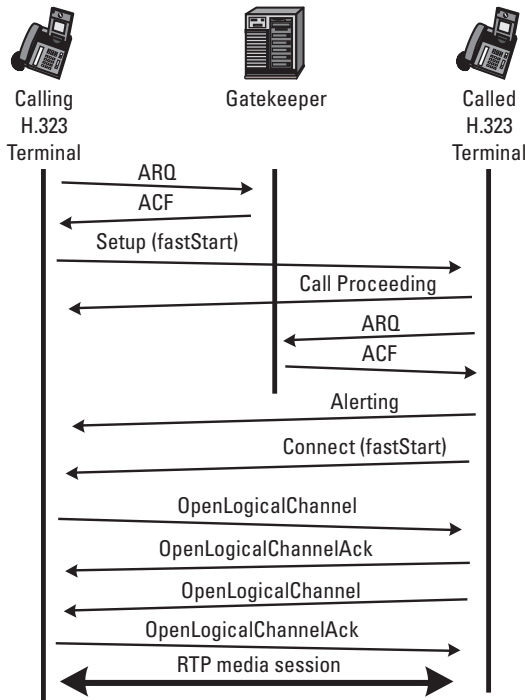 Calling
H.323
Terminal
Gatekeeper
Called
H.323
Terminal
ARQ
ACF
Setup (fastStart)
Call Proceeding
ARQ
ACF
Alerting
Connect (fastStart)
OpenLogicalChannel
OpenLogicalChannelAck
OpenLogicalChannel
OpenLogicalChannelAck
RTP media session